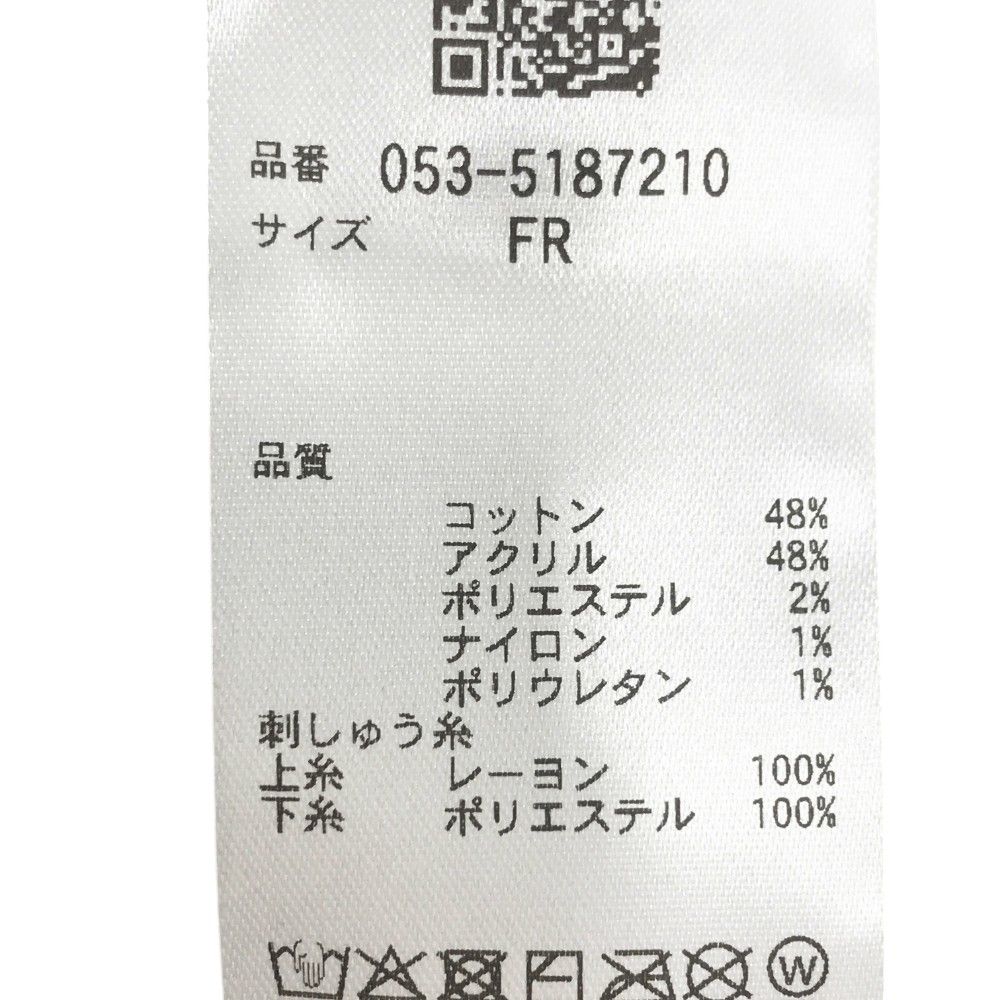 品番 053-5187210
サイズ FR
品質
コットン 48%
アクリル 48%
ポリエステル 2%
ナイロン 1%
ポリウレタン 1%
刺しゅう糸
上糸 レーヨン 100%
下糸 ポリエステル 100%
W